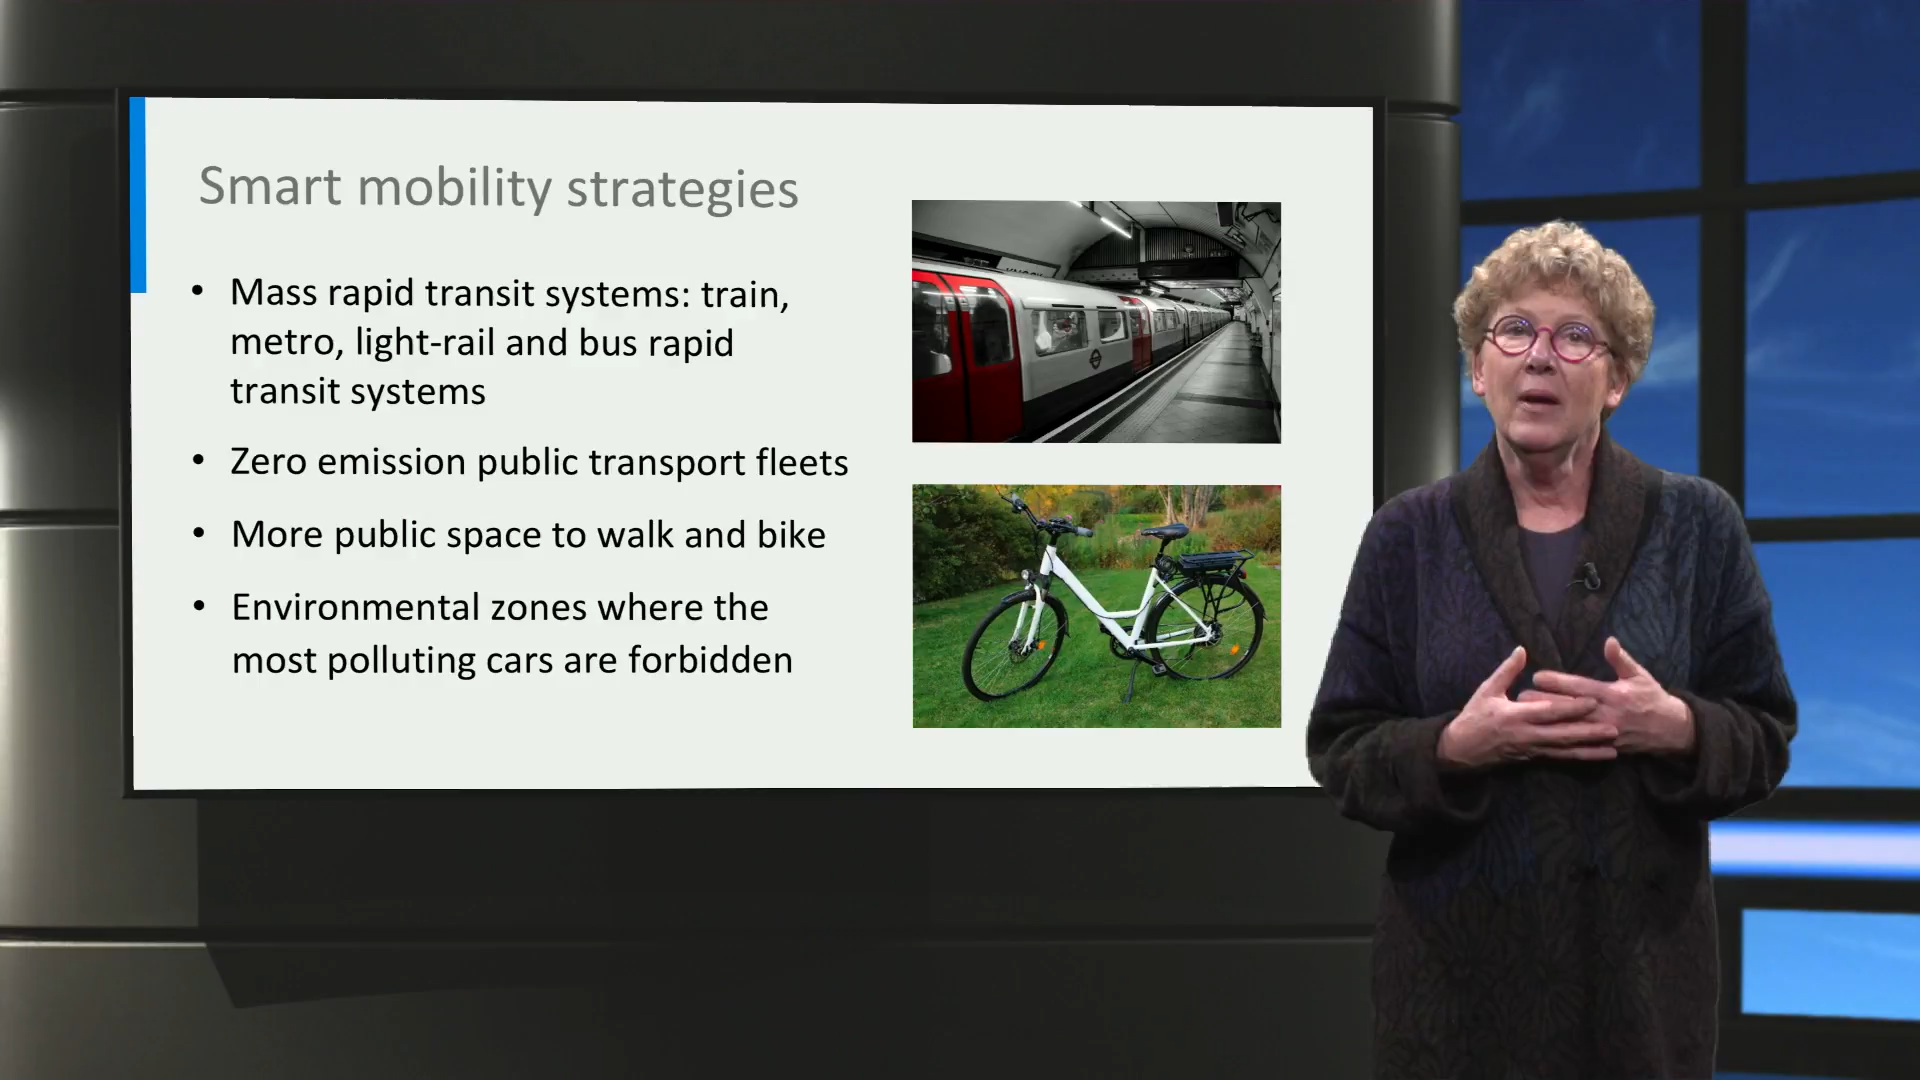 Smart mobility strategies
• Mass rapid transit systems: train,
metro, light-rail and bus rapid
transit systems
• Zero emission public transport fleets
• More public space to walk and bike
• Environmental zones where the
most polluting cars are forbidden